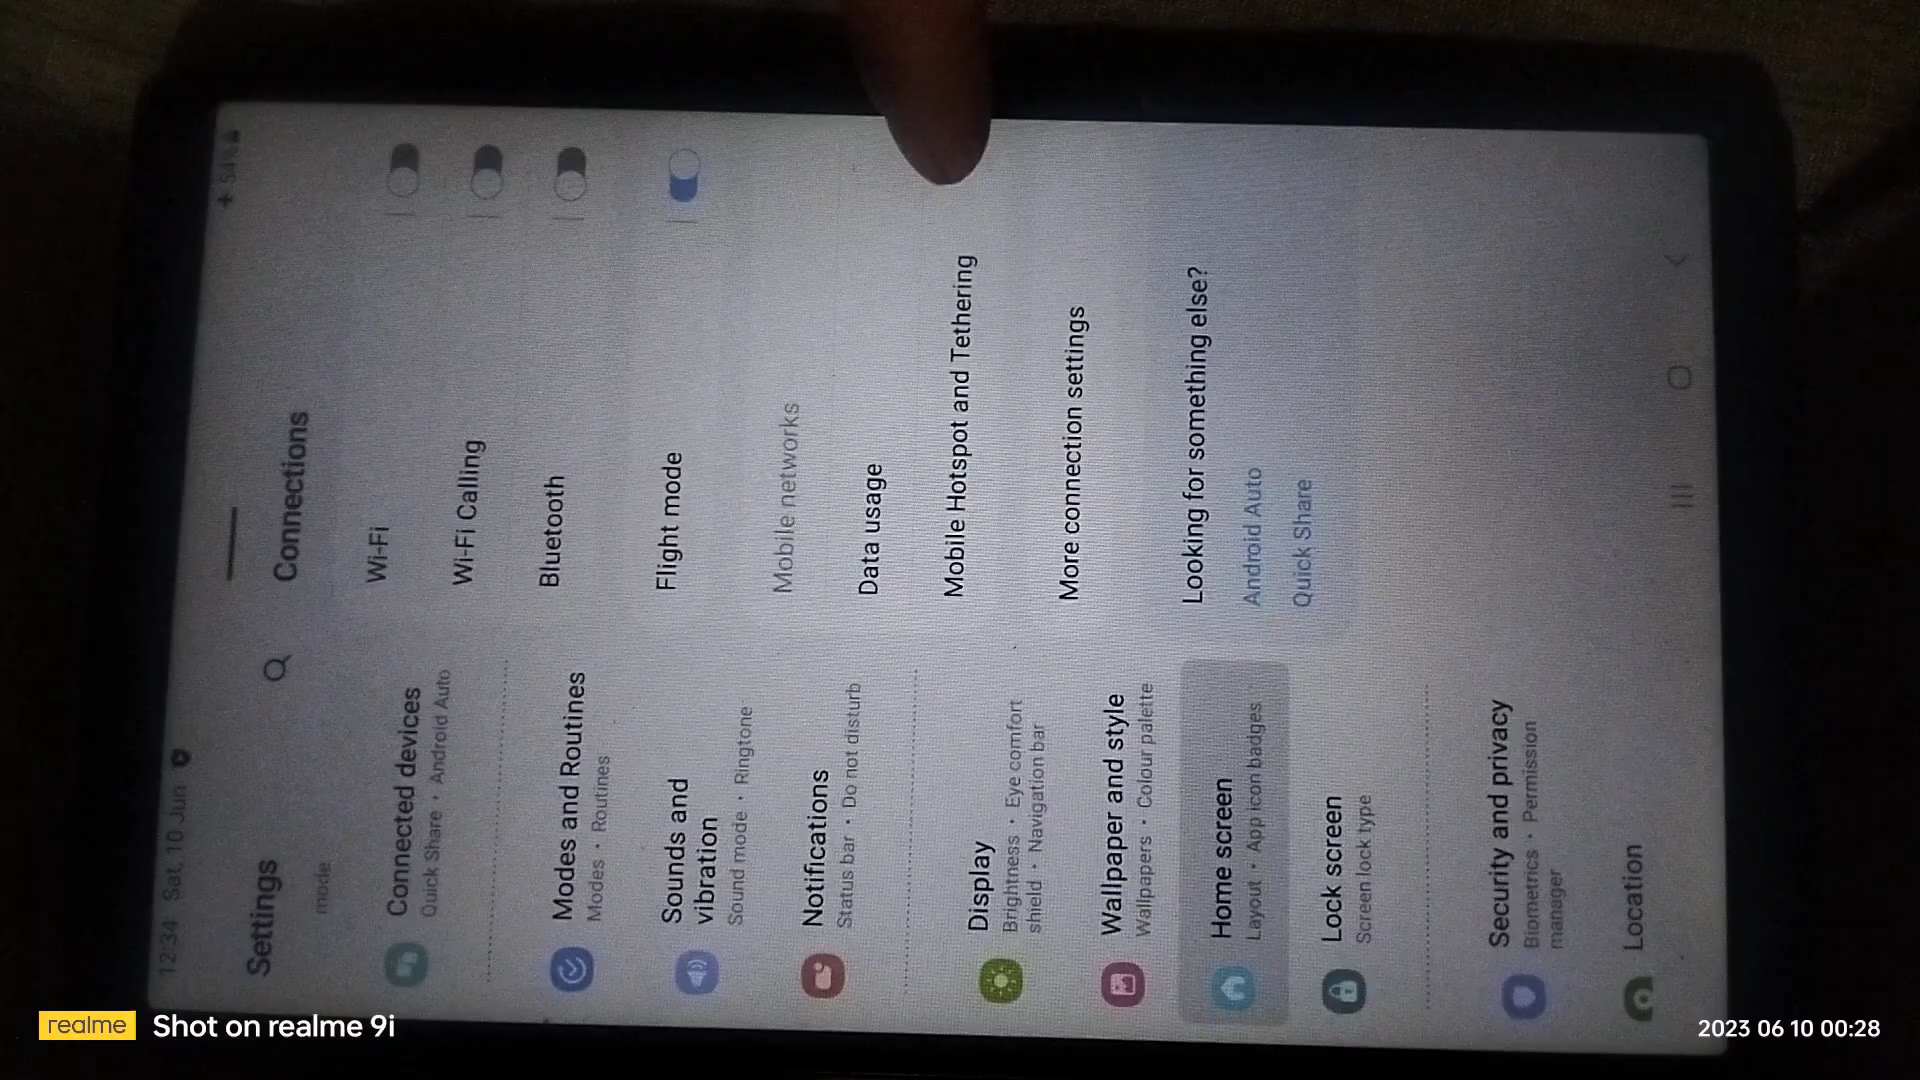 12:34 Sat, 10 Jun
54%
Settings
mode
Connected devices
Quick Share • Android Auto
Modes and Routines
Modes • Routines
Sounds and
vibration
Sound mode • Ringtone
Notifications
Status bar • Do not disturb
Display
Brightness • Eye comfort
shield • Navigation bar
Wallpaper and style
Wallpapers • Colour palette
Home screen
Layout • App icon badges
Lock screen
Screen lock type
Security and privacy
Biometrics • Permission
manager
Location
Connections
Wi-Fi
Wi-Fi Calling
Bluetooth
Flight mode
Mobile networks
Data usage
Mobile Hotspot and Tethering
More connection settings
Looking for something else?
Android Auto
Quick Share
realme Shot on realme 9i
2023 06 10 00:28